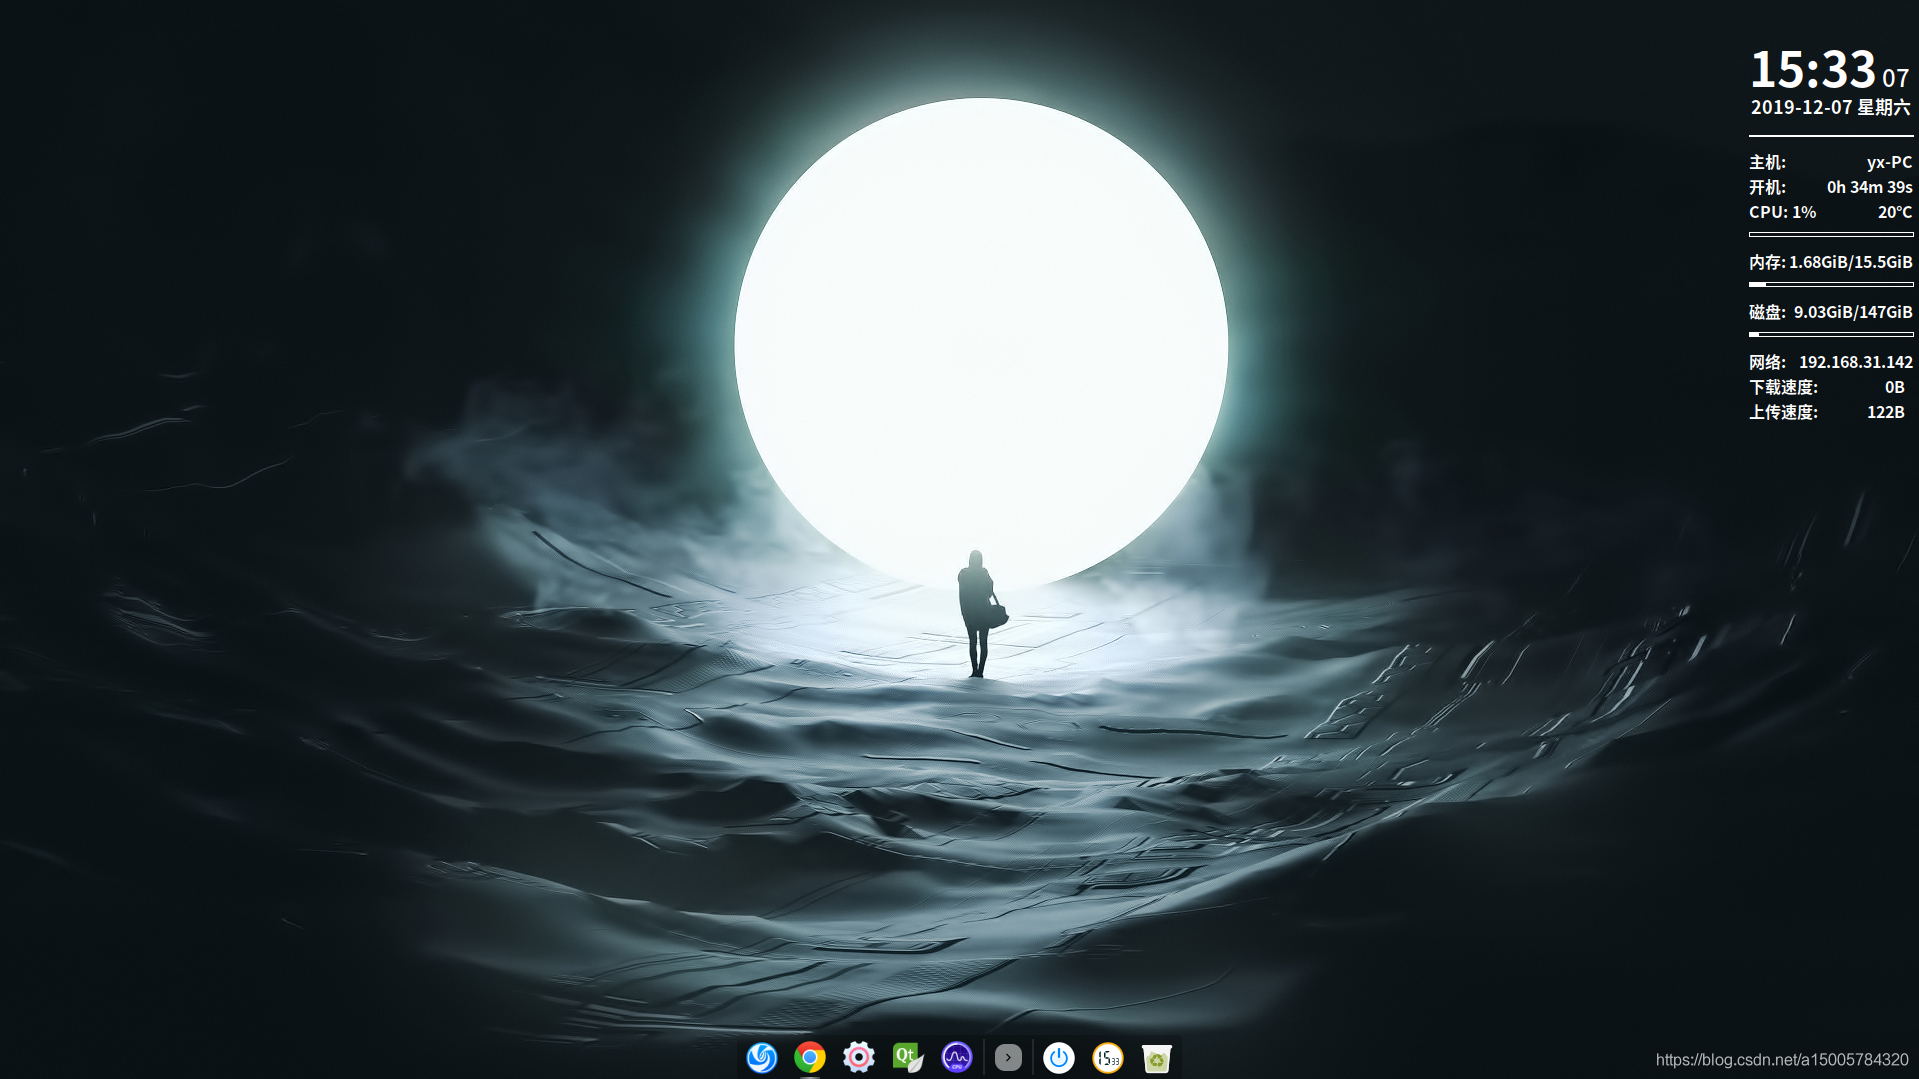 15:33 07
2019-12-07 星期六
主机: yx-PC
开机: 0h 34m 39s
CPU: 1% 20°C
内存: 1.68GiB/15.5GiB
磁盘: 9.03GiB/147GiB
网络: 192.168.31.142
下载速度: 0B
上传速度: 122B
Qt
CPU
15 33
https://blog.csdn.net/a15005784320